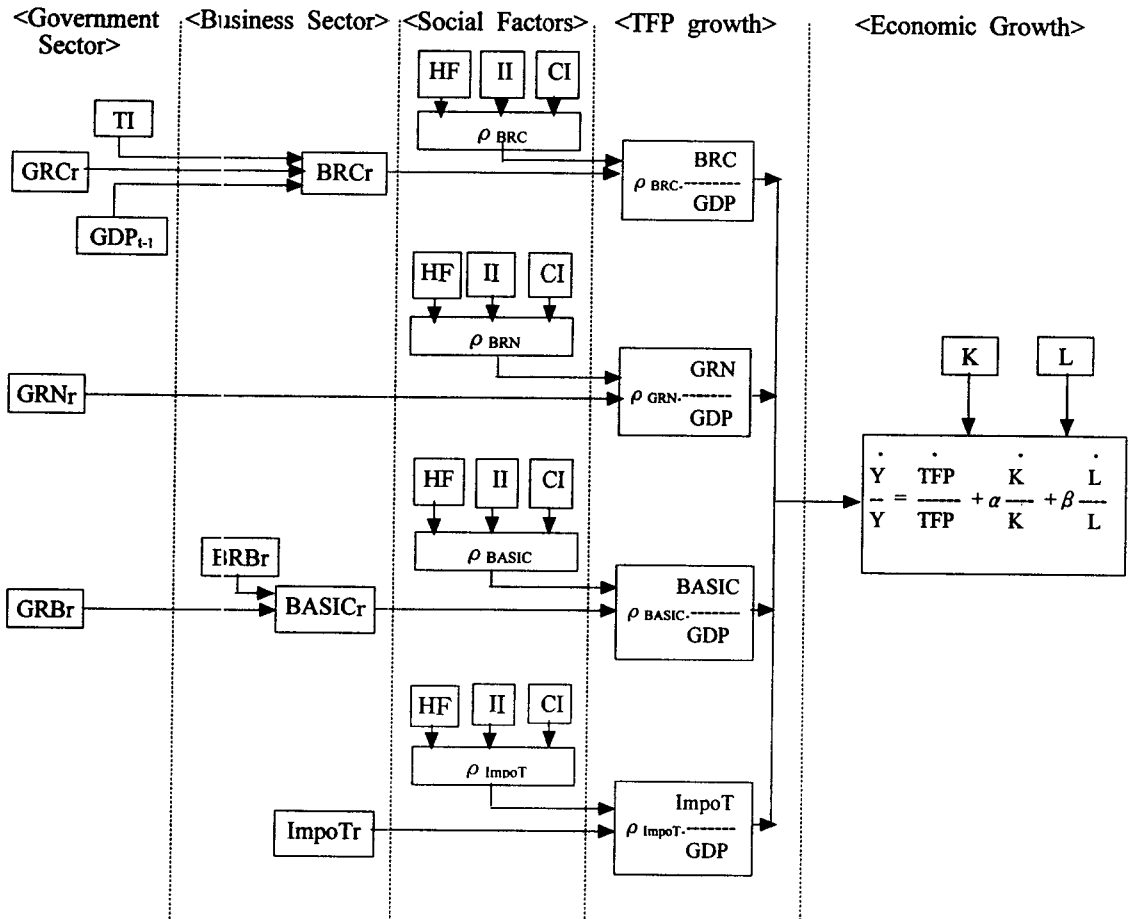 <Government Sector>
<Business Sector>
<Social Factors>
<TFP growth>
<Economic Growth>
HF II CI
ρ BRC
TI
GRCr
GDPt-1
BRCr
BRC
ρ BRC.-------
GDP
HF II CI
ρ BRN
GRNr
GRN
ρ GRN.-------
GDP
K L
Ẏ/Y = ṪFP/TFP + α K̇/K + β L̇/L
HF II CI
ρ BASIC
BRBr
GRBr
BASICr
BASIC
ρ BASIC.-------
GDP
HF II CI
ρ ImpoT
ImpoTr
ImpoT
ρ ImpoT.-------
GDP